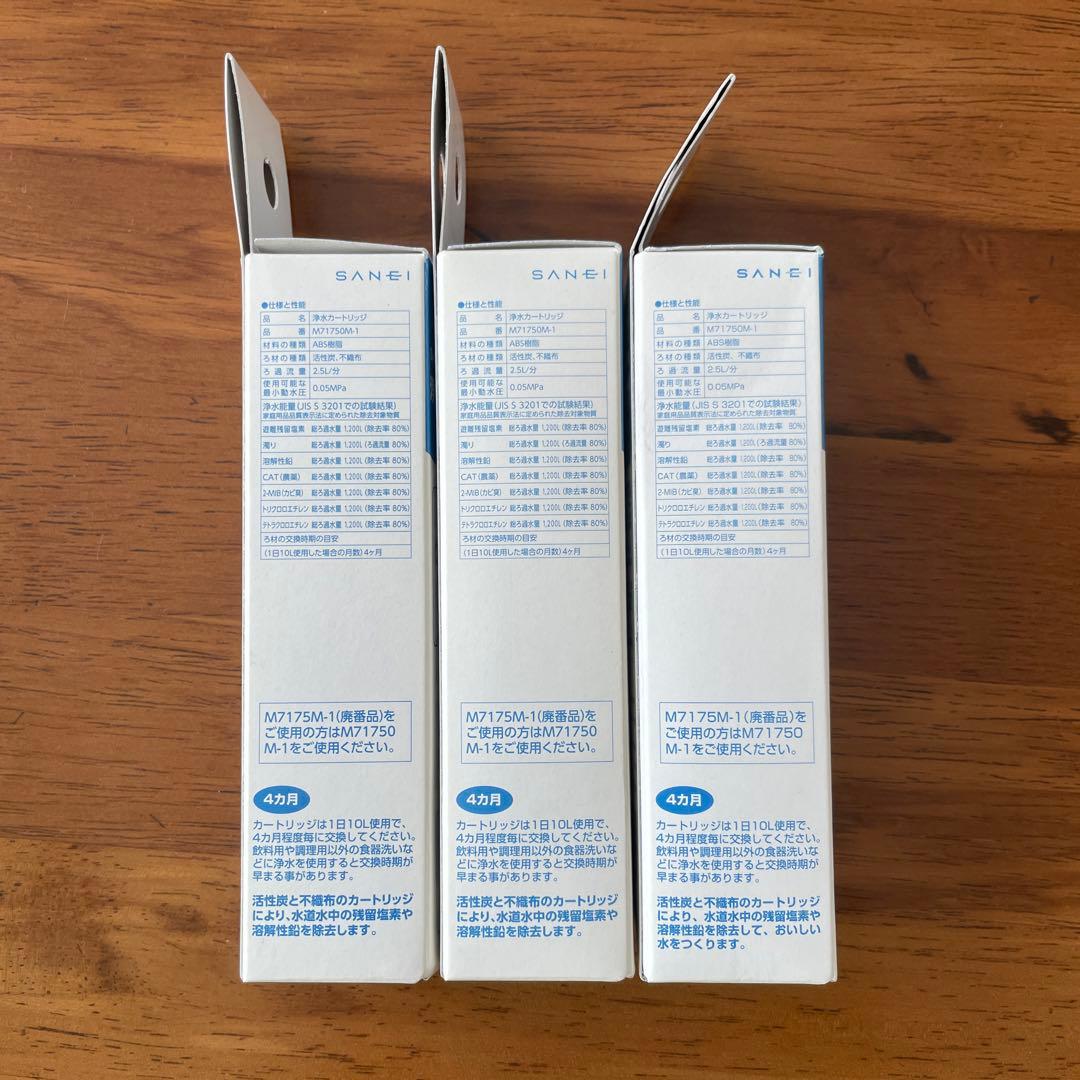 SANEI
●仕様と性能
品 名 浄水カートリッジ
品 番 M71750M-1
材料の種類 ABS樹脂
ろ材の種類 活性炭、不織布
ろ過流量 2.5L/分
使用可能な
最小動水圧 0.05MPa
浄水能量(JIS S 3201での試験結果)
家庭用品品質表示法に定められた除去対象物質
遊離残留塩素 総ろ過水量 1,200L(除去率 80%)
濁り 総ろ過水量 1,200L(ろ過流量 80%)
溶解性鉛 総ろ過水量 1,200L(除去率 80%)
CAT(農薬) 総ろ過水量 1,200L(除去率 80%)
2-MIB(カビ臭) 総ろ過水量 1,200L(除去率 80%)
トリクロロエチレン 総ろ過水量 1,200L(除去率 80%)
テトラクロロエチレン 総ろ過水量 1,200L(除去率 80%)
ろ材の交換時期の目安
(1日10L使用した場合の月数)4ヶ月
M7175M-1(廃番品)を
ご使用の方はM71750
M-1をご使用ください。
4カ月
カートリッジは1日10L使用で、
4カ月程度毎に交換してください。
飲料用や調理用以外の食器洗いな
どに浄水を使用すると交換時期が
早まる事があります。
活性炭と不織布のカートリッジ
により、水道水中の残留塩素や
溶解性鉛を除去します。
SANEI
●仕様と性能
品 名 浄水カートリッジ
品 番 M71750M-1
材料の種類 ABS樹脂
ろ材の種類 活性炭、不織布
ろ過流量 2.5L/分
使用可能な
最小動水圧 0.05MPa
浄水能量(JIS S 3201での試験結果)
家庭用品品質表示法に定められた除去対象物質
遊離残留塩素 総ろ過水量 1,200L(除去率 80%)
濁り 総ろ過水量 1,200L(ろ過流量 80%)
溶解性鉛 総ろ過水量 1,200L(除去率 80%)
CAT(農薬) 総ろ過水量 1,200L(除去率 80%)
2-MIB(カビ臭) 総ろ過水量 1,200L(除去率 80%)
トリクロロエチレン 総ろ過水量 1,200L(除去率 80%)
テトラクロロエチレン 総ろ過水量 1,200L(除去率 80%)
ろ材の交換時期の目安
(1日10L使用した場合の月数)4ヶ月
M7175M-1(廃番品)を
ご使用の方はM71750
M-1をご使用ください。
4カ月
カートリッジは1日10L使用で、
4カ月程度毎に交換してください。
飲料用や調理用以外の食器洗いな
どに浄水を使用すると交換時期が
早まる事があります。
活性炭と不織布のカートリッジ
により、水道水中の残留塩素や
溶解性鉛を除去します。
SANEI
●仕様と性能
品 名 浄水カートリッジ
品 番 M71750M-1
材料の種類 ABS樹脂
ろ材の種類 活性炭、不織布
ろ過流量 2.5L/分
使用可能な
最小動水圧 0.05MPa
浄水能量(JIS S 3201での試験結果)
家庭用品品質表示法に定められた除去対象物質
遊離残留塩素 総ろ過水量 1,200L(除去率 80%)
濁り 総ろ過水量 1,200L(ろ過流量 80%)
溶解性鉛 総ろ過水量 1,200L(除去率 80%)
CAT(農薬) 総ろ過水量 1,200L(除去率 80%)
2-MIB(カビ臭) 総ろ過水量 1,200L(除去率 80%)
トリクロロエチレン 総ろ過水量 1,200L(除去率 80%)
テトラクロロエチレン 総ろ過水量 1,200L(除去率 80%)
ろ材の交換時期の目安
(1日10L使用した場合の月数)4ヶ月
M7175M-1(廃番品)を
ご使用の方はM71750
M-1をご使用ください。
4カ月
カートリッジは1日10L使用で、
4カ月程度毎に交換してください。
飲料用や調理用以外の食器洗いな
どに浄水を使用すると交換時期が
早まる事があります。
活性炭と不織布のカートリッジ
により、水道水中の残留塩素や
溶解性鉛を除去して、おいしい
水をつくります。